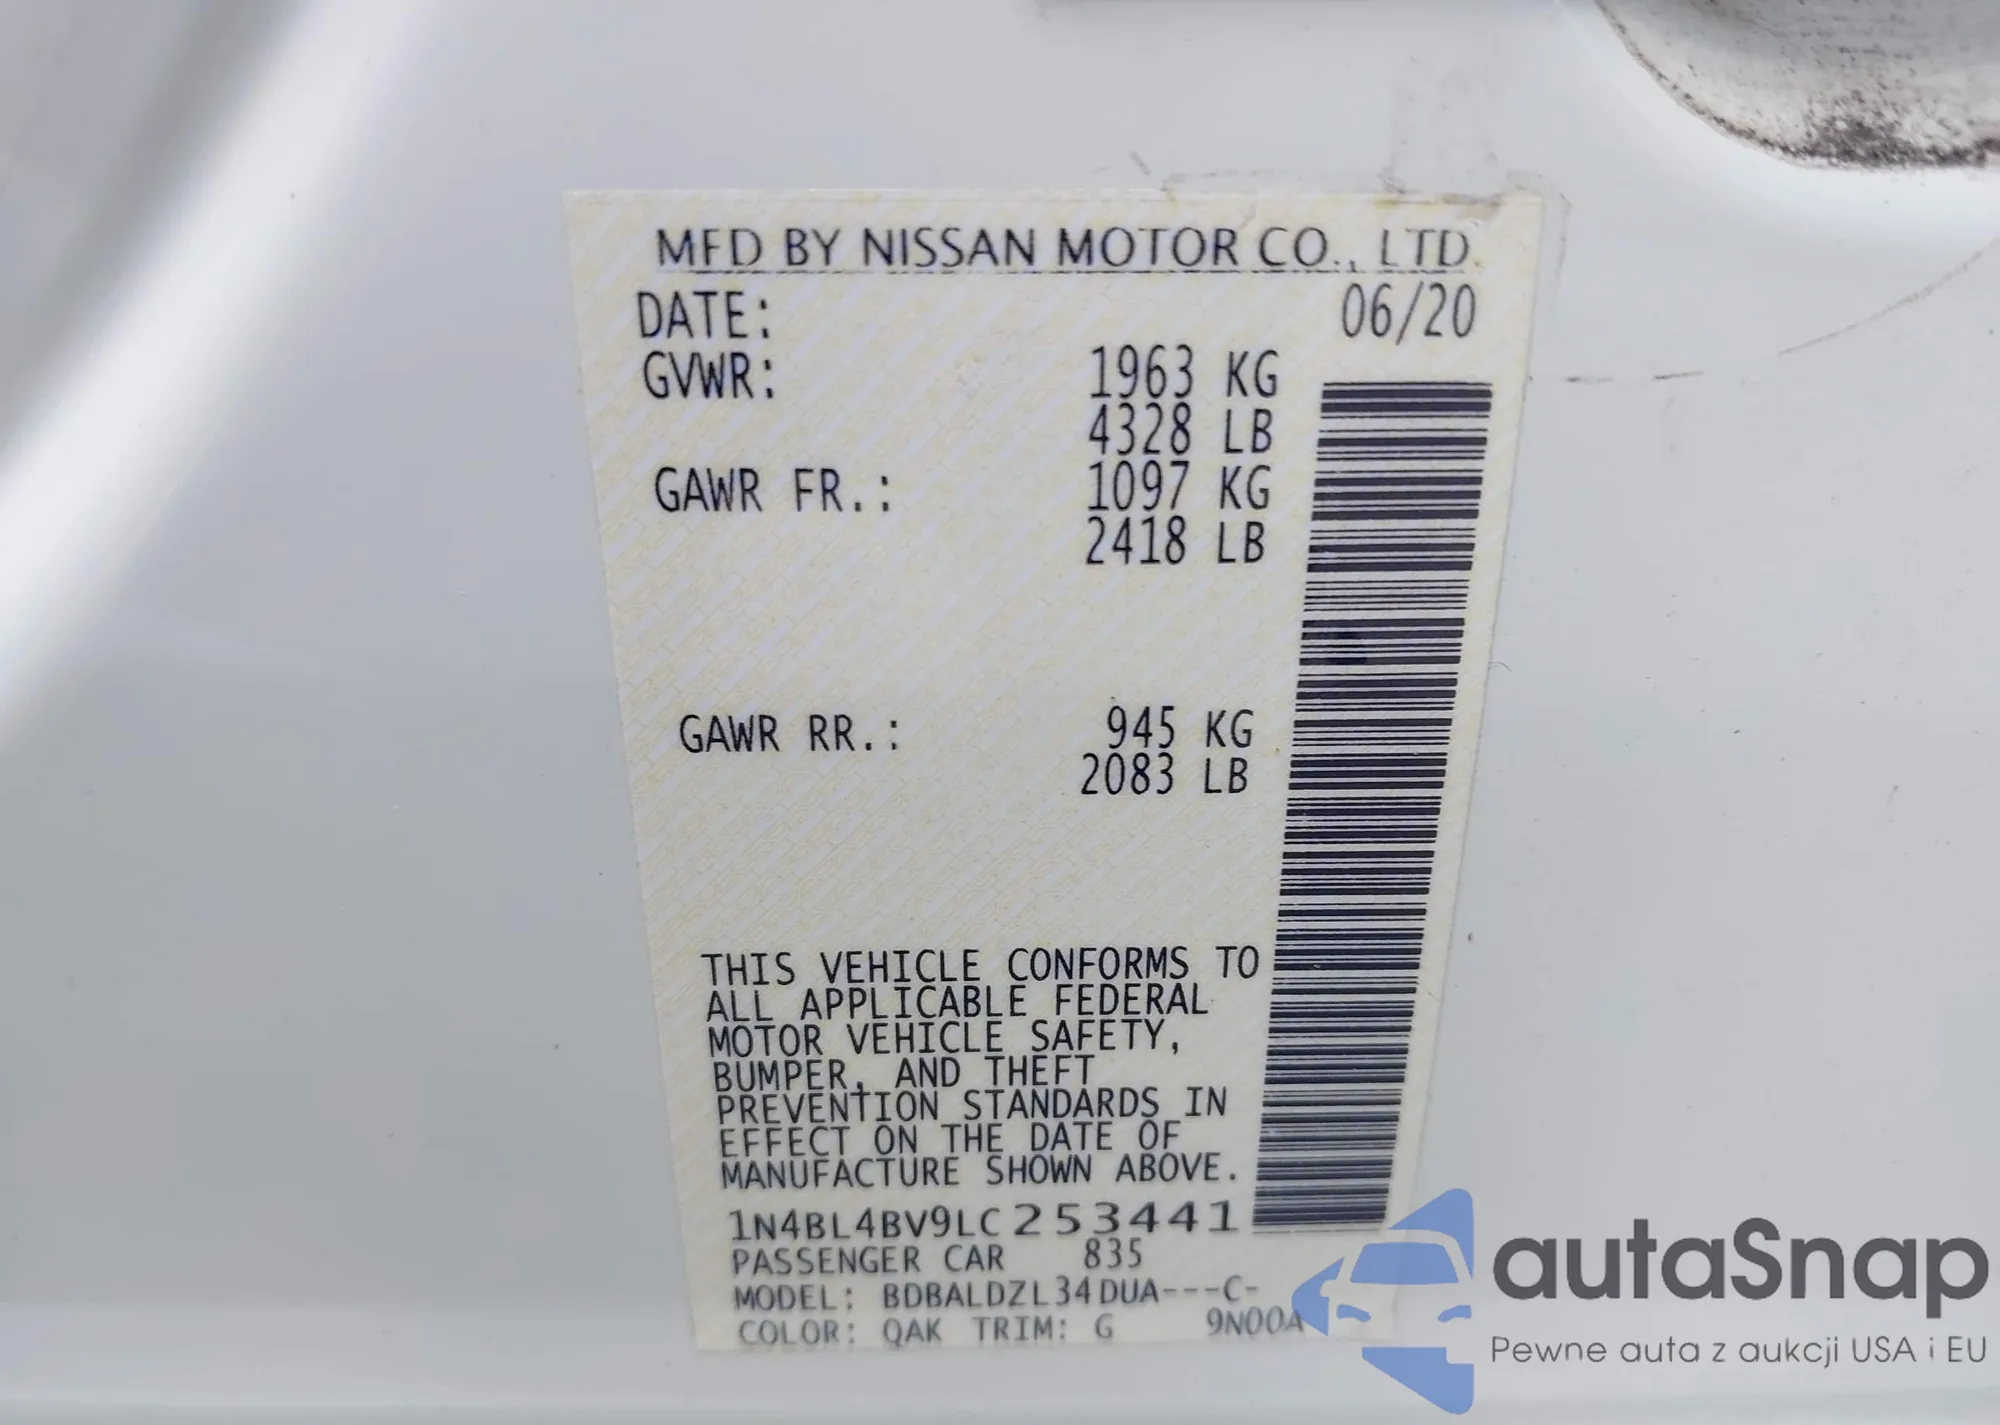 MFD BY NISSAN MOTOR CO., LTD.
DATE: 06/20
GVWR: 1963 KG
4328 LB
GAWR FR.: 1097 KG
2418 LB
GAWR RR.: 945 KG
2083 LB
THIS VEHICLE CONFORMS TO
ALL APPLICABLE FEDERAL
MOTOR VEHICLE SAFETY,
BUMPER, AND THEFT
PREVENTION STANDARDS IN
EFFECT ON THE DATE OF
MANUFACTURE SHOWN ABOVE.
1N4BL4BV9LC253441
PASSENGER CAR 835
MODEL: BDBALDZL34DUA---C-
COLOR: QAK TRIM: G 9N00A
autaSnap
Pewne auta z aukcji USA i EU